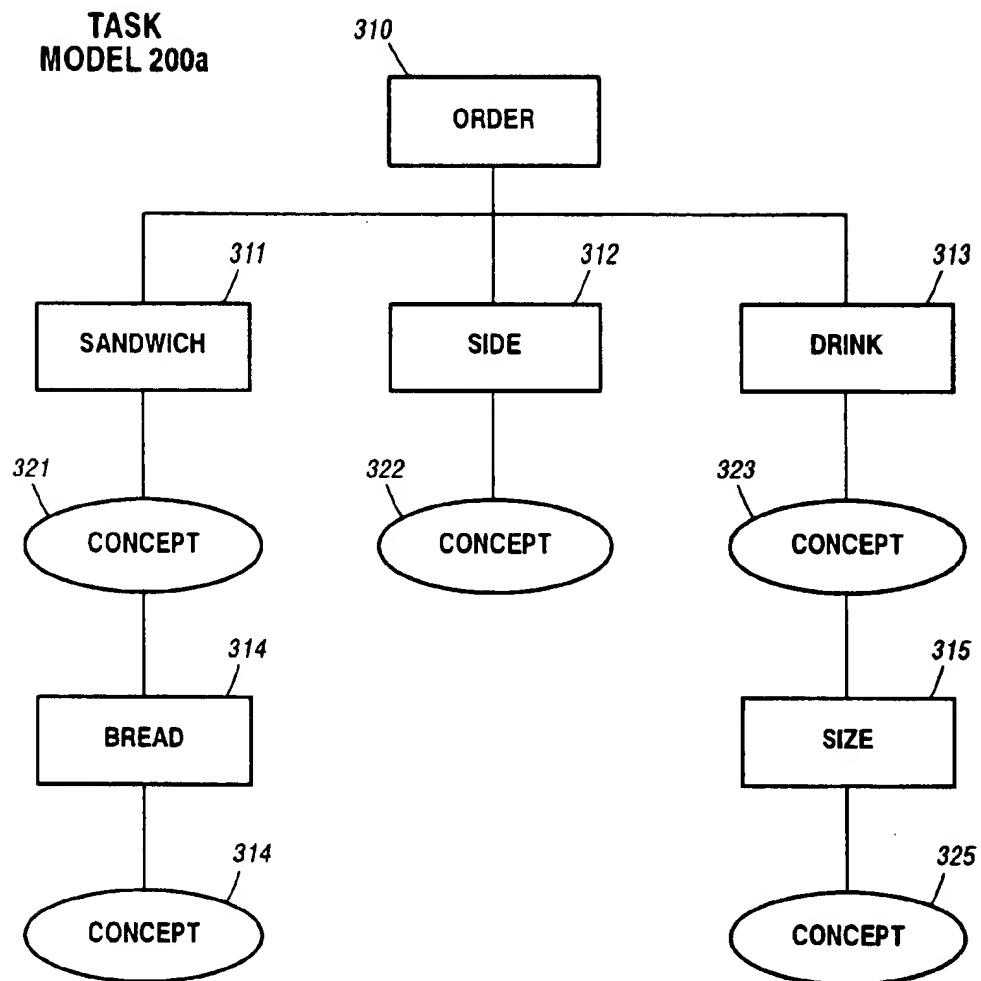 TASK
MODEL 200a
310
ORDER
311
312
313
SANDWICH
SIDE
DRINK
321
322
323
CONCEPT
CONCEPT
CONCEPT
314
315
BREAD
SIZE
314
325
CONCEPT
CONCEPT